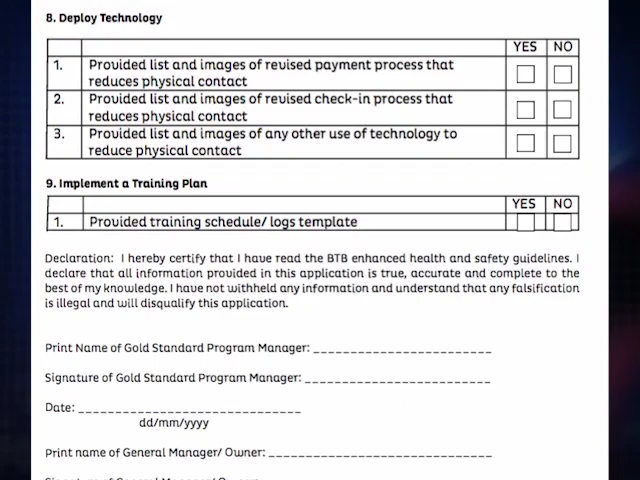 8. Deploy Technology
YES NO
1. Provided list and images of revised payment process that
reduces physical contact
2. Provided list and images of revised check-in process that
reduces physical contact
3. Provided list and images of any other use of technology to
reduce physical contact
9. Implement a Training Plan
YES NO
1. Provided training schedule/ logs template
Declaration: I hereby certify that I have read the BTB enhanced health and safety guidelines. I
declare that all information provided in this application is true, accurate and complete to the
best of my knowledge. I have not withheld any information and understand that any falsification
is illegal and will disqualify this application.
Print Name of Gold Standard Program Manager: _____________________________
Signature of Gold Standard Program Manager: ______________________________
Date: ____________________________________
dd/mm/yyyy
Print name of General Manager/ Owner: ____________________________________